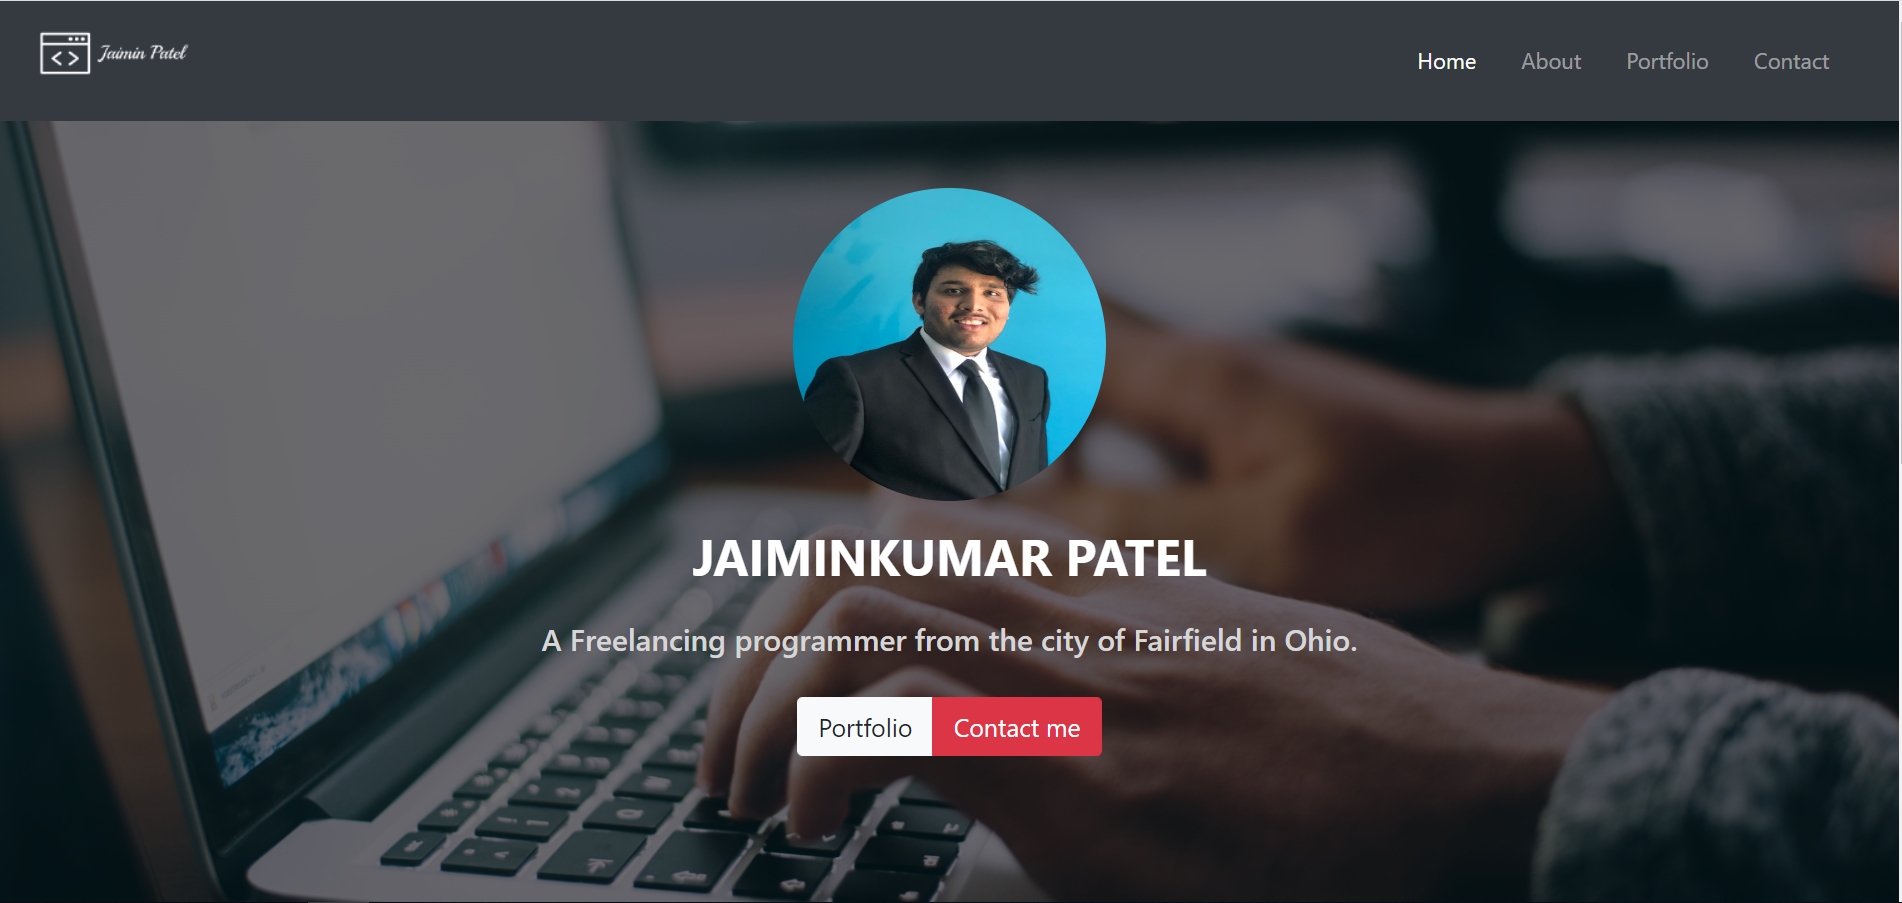 Jaimin Patel
Home About Portfolio Contact
JAIMINKUMAR PATEL
A Freelancing programmer from the city of Fairfield in Ohio.
Portfolio Contact me